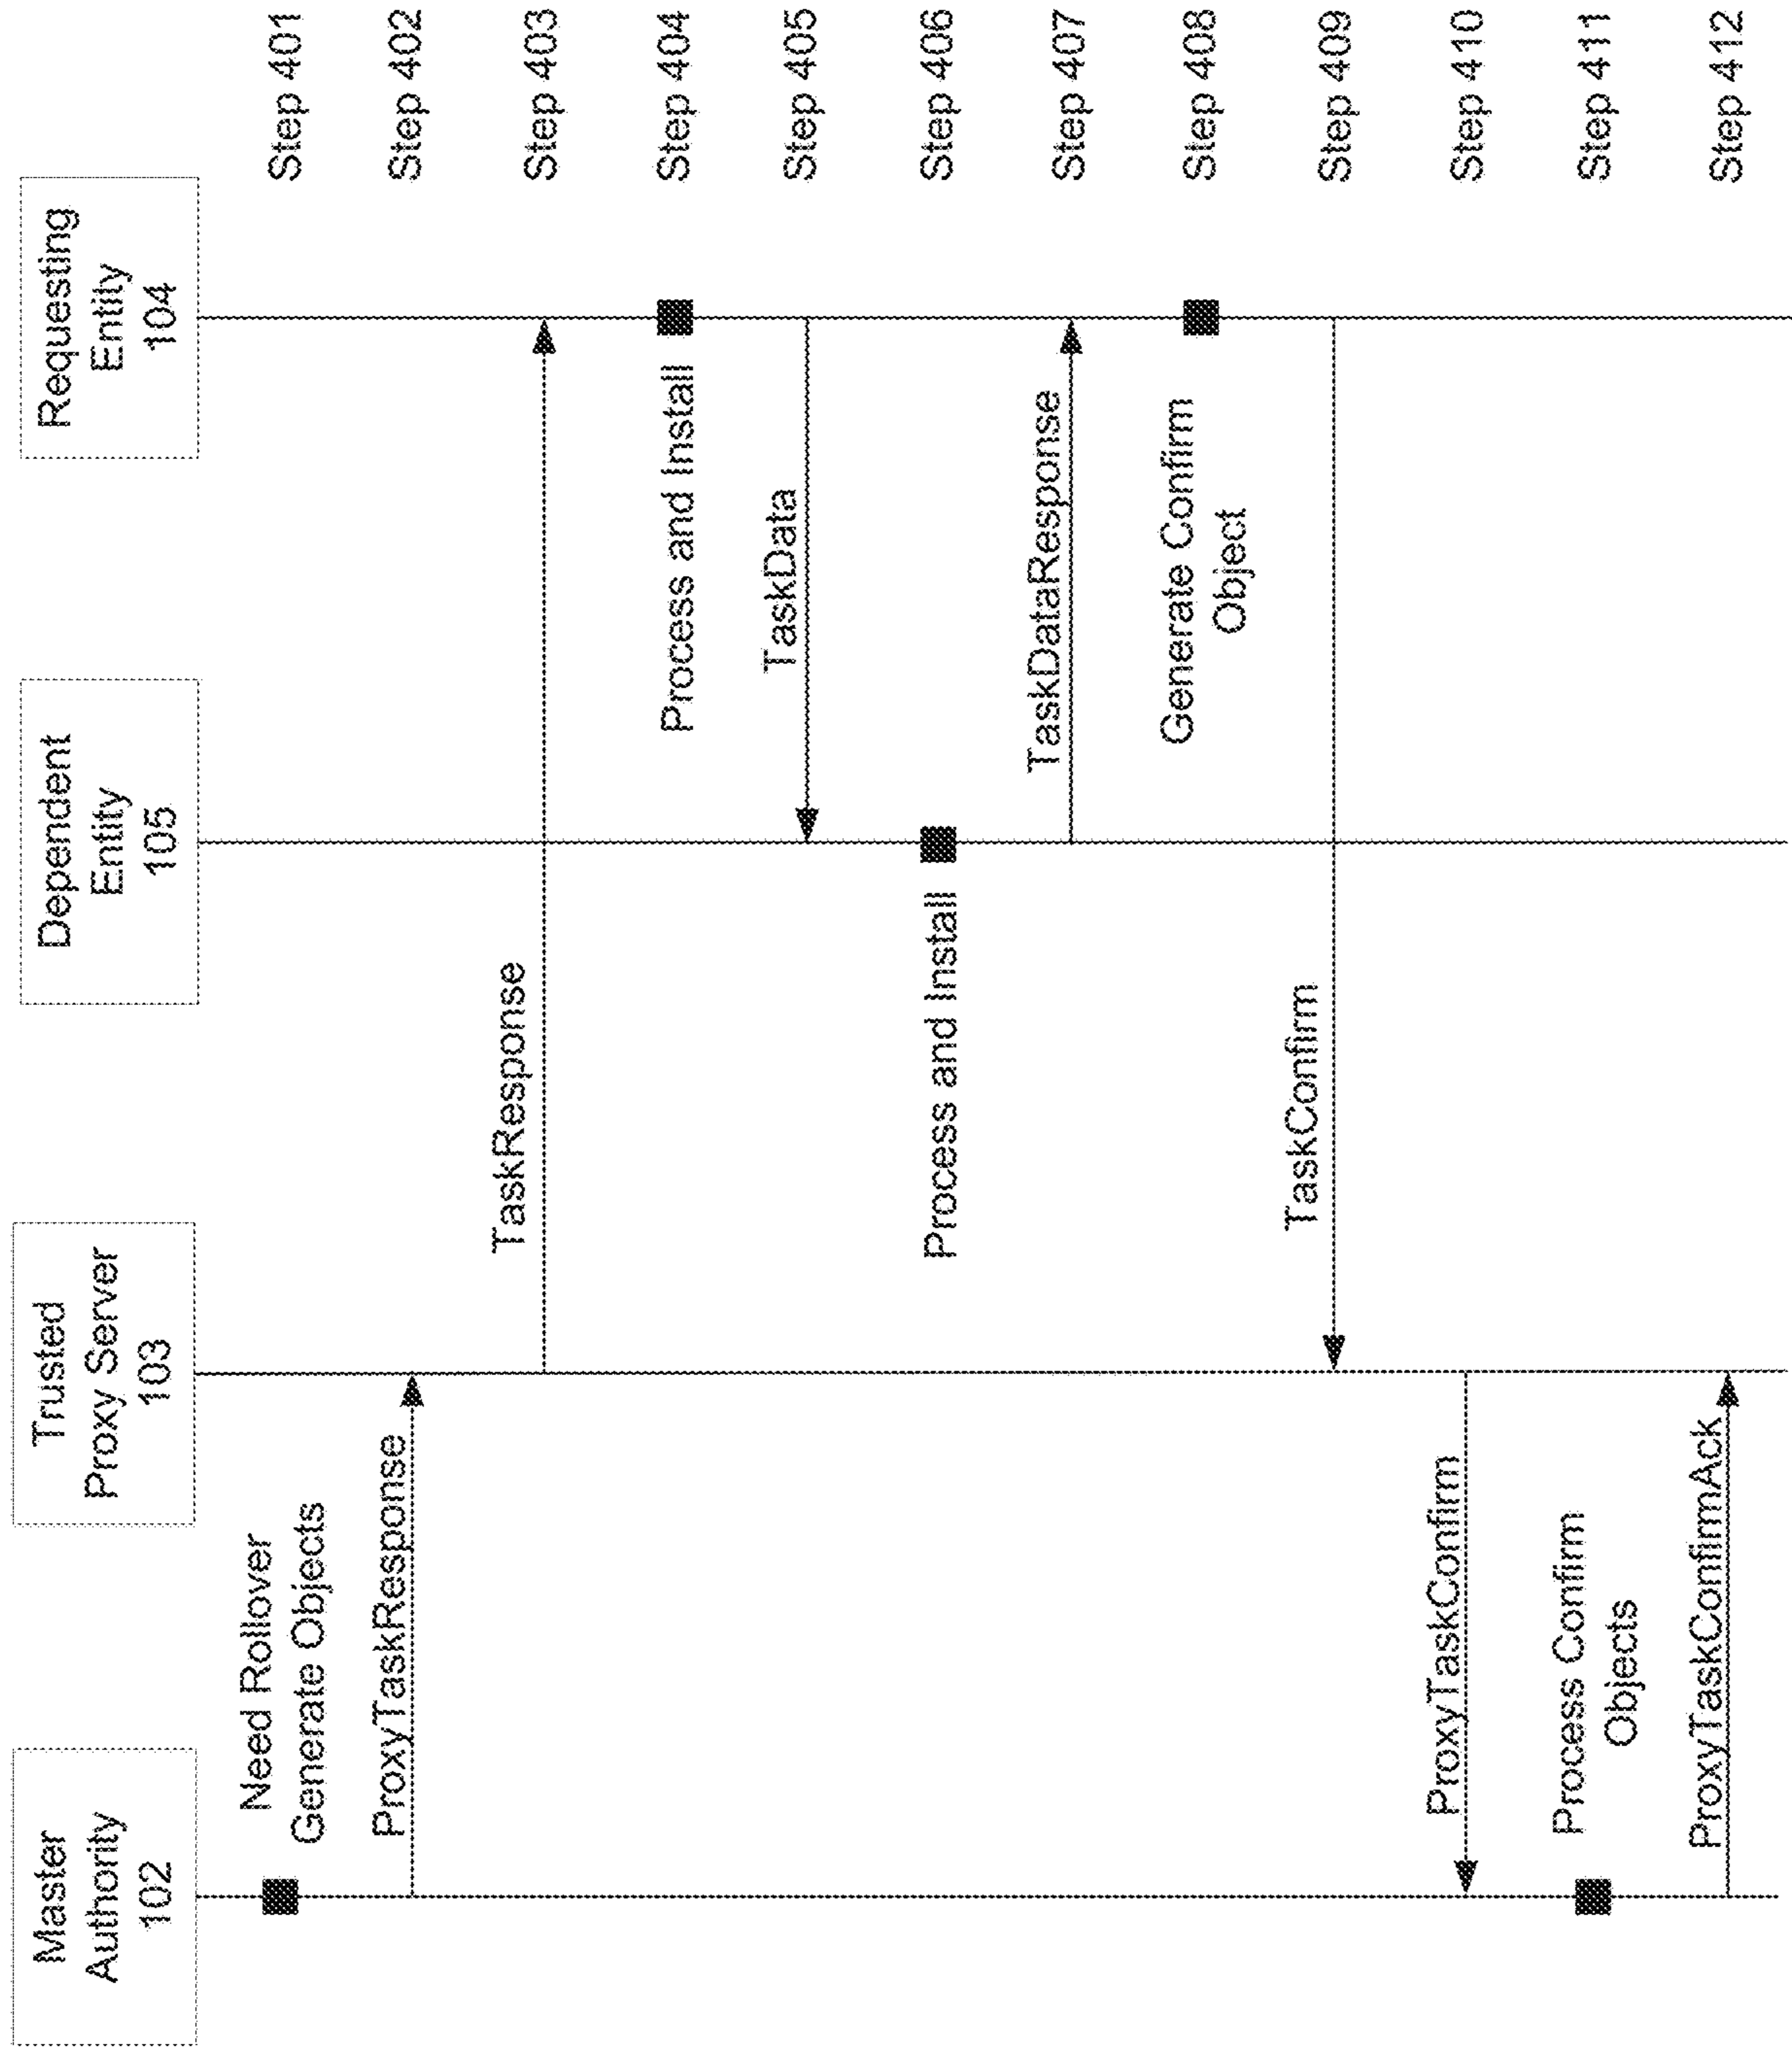 Master
Authority
102
Trusted
Proxy Server
103
Dependent
Entity
105
Requesting
Entity
104
Need Rollover
Generate Objects
Step 401
ProxyTaskResponse
Step 402
TaskResponse
Step 403
Process and Install
Step 404
TaskData
Step 405
Process and Install
Step 406
TaskDataResponse
Step 407
Generate Confirm
Object
Step 408
TaskConfirm
Step 409
ProxyTaskConfirm
Step 410
Process Confirm
Objects
Step 411
ProxyTaskConfirmAck
Step 412